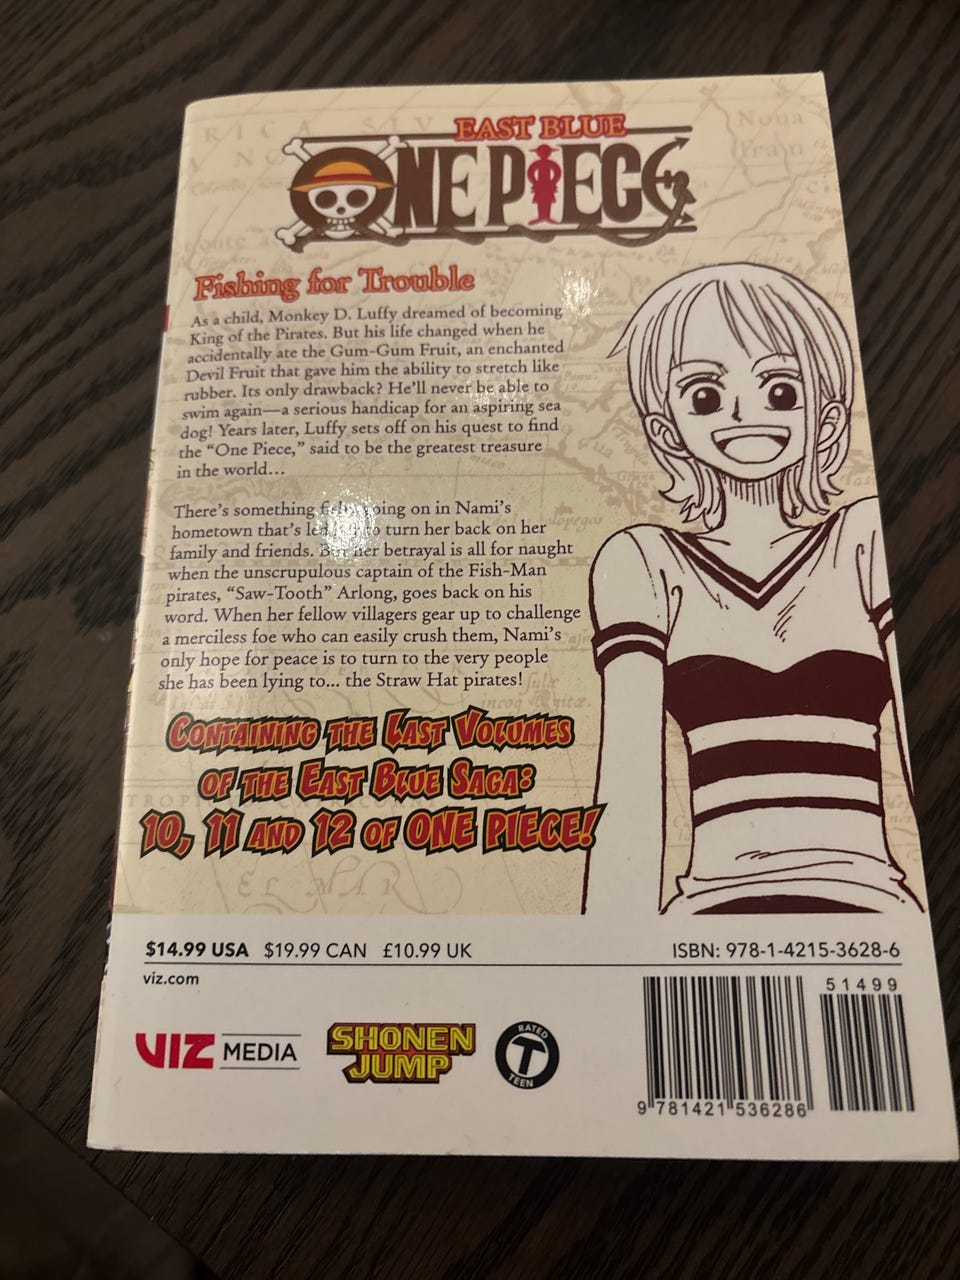 EAST BLUE
ONE PIECE
Fishing for Trouble
As a child, Monkey D. Luffy dreamed of becoming
King of the Pirates. But his life changed when he
accidentally ate the Gum-Gum Fruit, an enchanted
Devil Fruit that gave him the ability to stretch like
rubber. Its only drawback? He'll never be able to
swim again—a serious handicap for an aspiring sea
dog! Years later, Luffy sets off on his quest to find
the "One Piece," said to be the greatest treasure
in the world...
There's something going on in Nami's
hometown that's to turn her back on her
family and friends. But her betrayal is all for naught
when the unscrupulous captain of the Fish-Man
pirates, "Saw-Tooth" Arlong, goes back on his
word. When her fellow villagers gear up to challenge
a merciless foe who can easily crush them, Nami's
only hope for peace is to turn to the very people
she has been lying to... the Straw Hat pirates!
CONTAINING THE LAST VOLUMES
OF THE EAST BLUE SAGA:
10, 11 AND 12 OF ONE PIECE!
EL MAR
$14.99 USA $19.99 CAN £10.99 UK
ISBN: 978-1-4215-3628-6
viz.com
VIZ MEDIA
SHONEN
JUMP
RATED
T
TEEN
51499
9 781421 536286